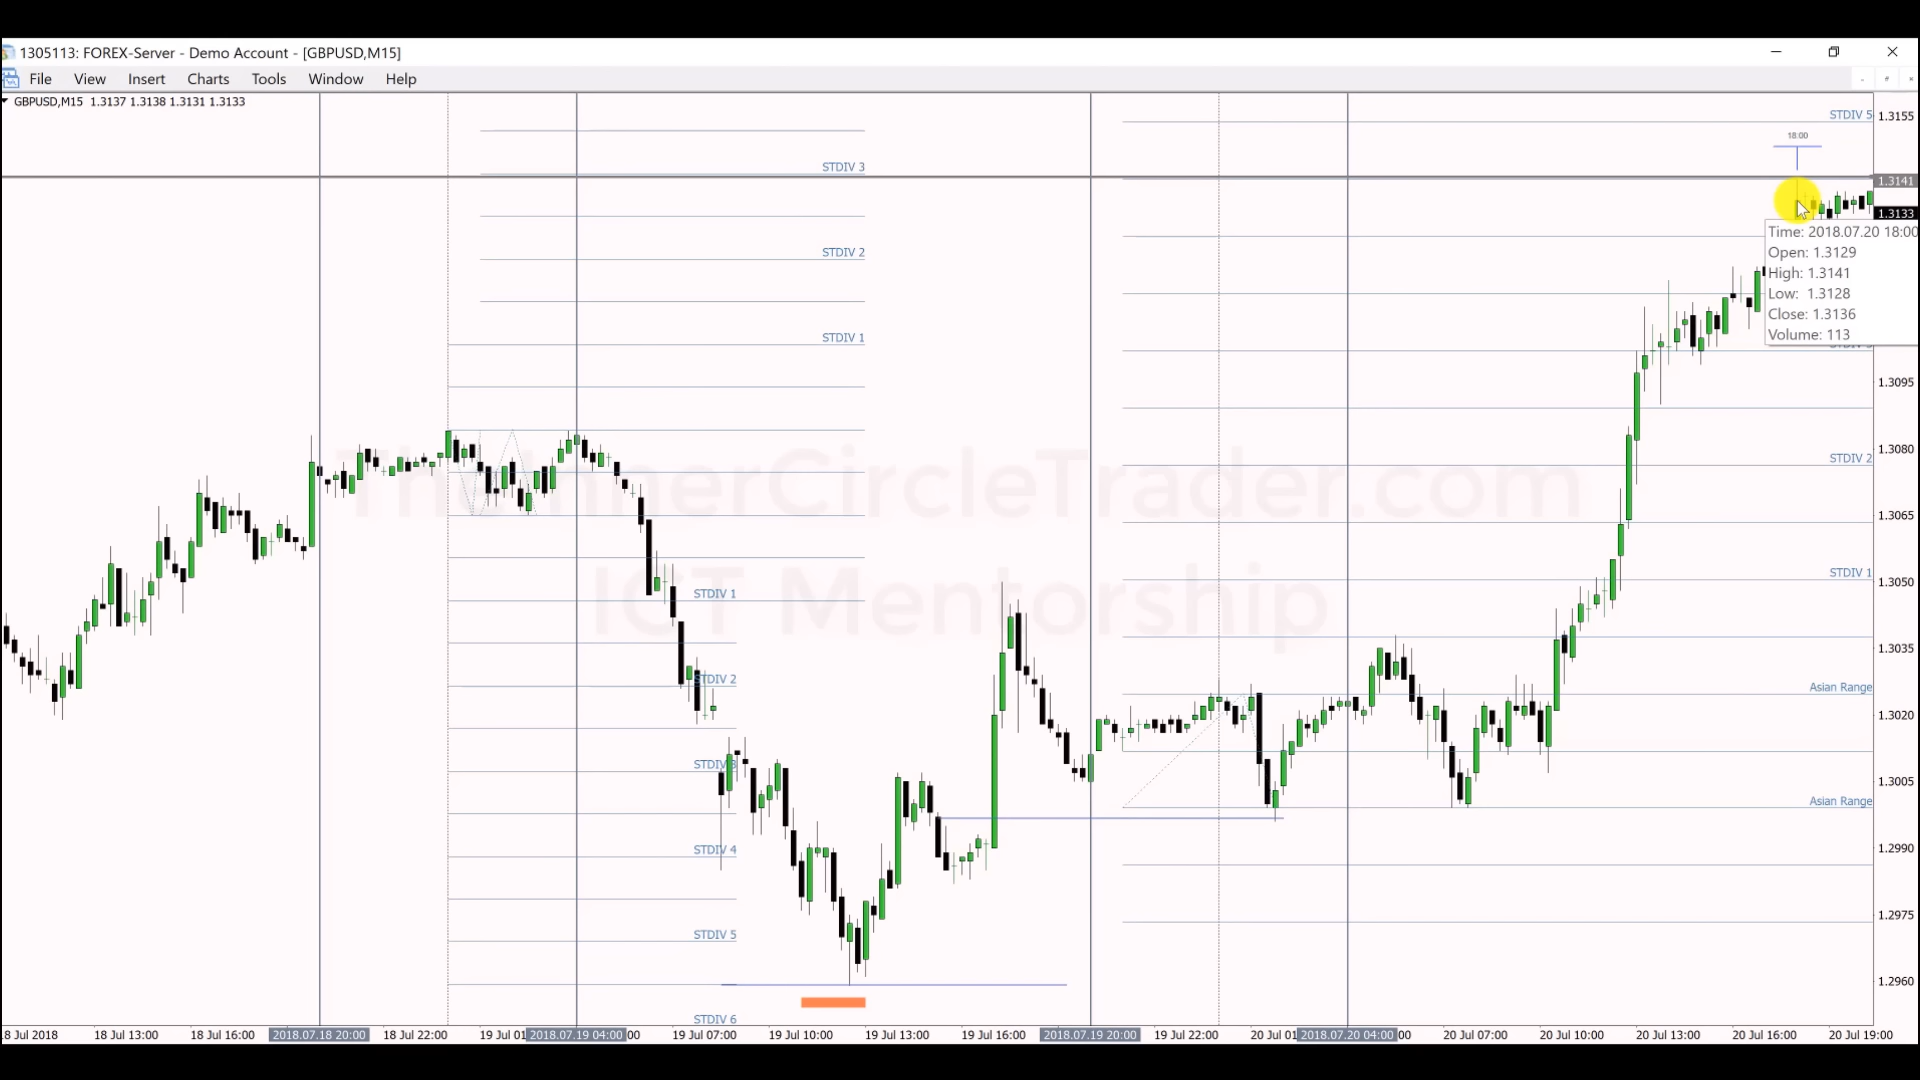 1305113: FOREX-Server - Demo Account - [GBPUSD,M15]
File View Insert Charts Tools Window Help
GBPUSD,M15 1.3137 1.3138 1.3131 1.3133
STDIV 5
1.3155
18:00
STDIV 3
1.3141
1.3133
Time: 2018.07.20 18:00
Open: 1.3129
High: 1.3141
Low: 1.3128
Close: 1.3136
Volume: 113
STDIV 2
STDIV 1
1.3095
1.3080
TheInnerCircleTrader.com
STDIV 2
1.3065
ICT Mentorship
STDIV 1
1.3050
STDIV 1
1.3035
STDIV 2
Asian Range
1.3020
STDIV 3
1.3005
Asian Range
STDIV 4
1.2990
1.2975
STDIV 5
1.2960
STDIV 6
8 Jul 2018 18 Jul 13:00 18 Jul 16:00 2018.07.18 20:00 18 Jul 22:00 19 Jul 01 2018.07.19 04:00 00 19 Jul 07:00 19 Jul 10:00 19 Jul 13:00 19 Jul 16:00 2018.07.19 20:00 19 Jul 22:00 20 Jul 01 2018.07.20 04:00 00 20 Jul 07:00 20 Jul 10:00 20 Jul 13:00 20 Jul 16:00 20 Jul 19:00